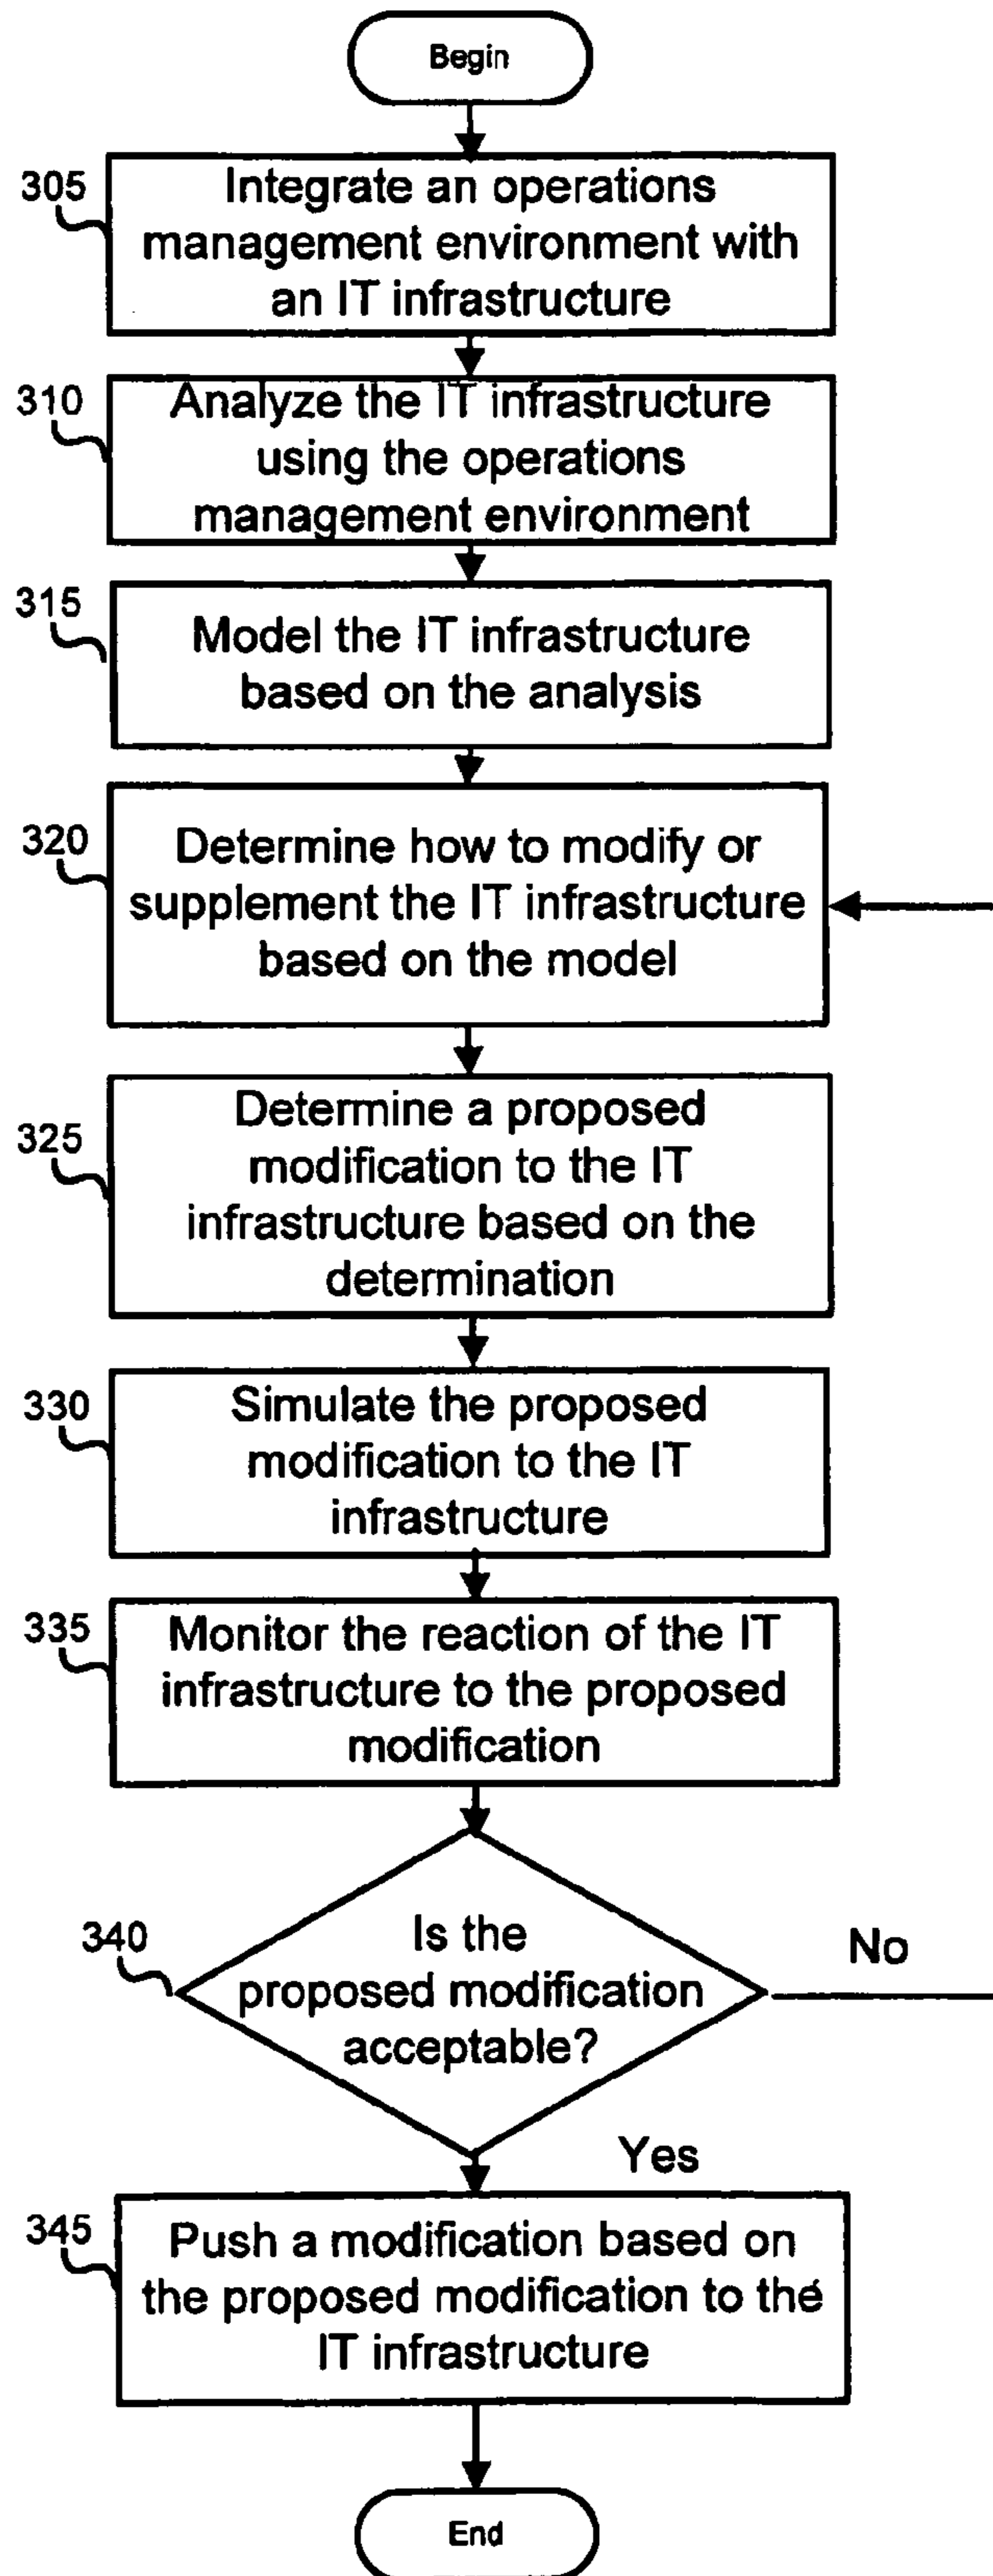 Begin
305
Integrate an operations
management environment with
an IT infrastructure
310
Analyze the IT infrastructure
using the operations
management environment
315
Model the IT infrastructure
based on the analysis
320
Determine how to modify or
supplement the IT infrastructure
based on the model
325
Determine a proposed
modification to the IT
infrastructure based on the
determination
330
Simulate the proposed
modification to the IT
infrastructure
335
Monitor the reaction of the IT
infrastructure to the proposed
modification
340
Is the
proposed modification
acceptable?
No
Yes
345
Push a modification based on
the proposed modification to the
IT infrastructure
End